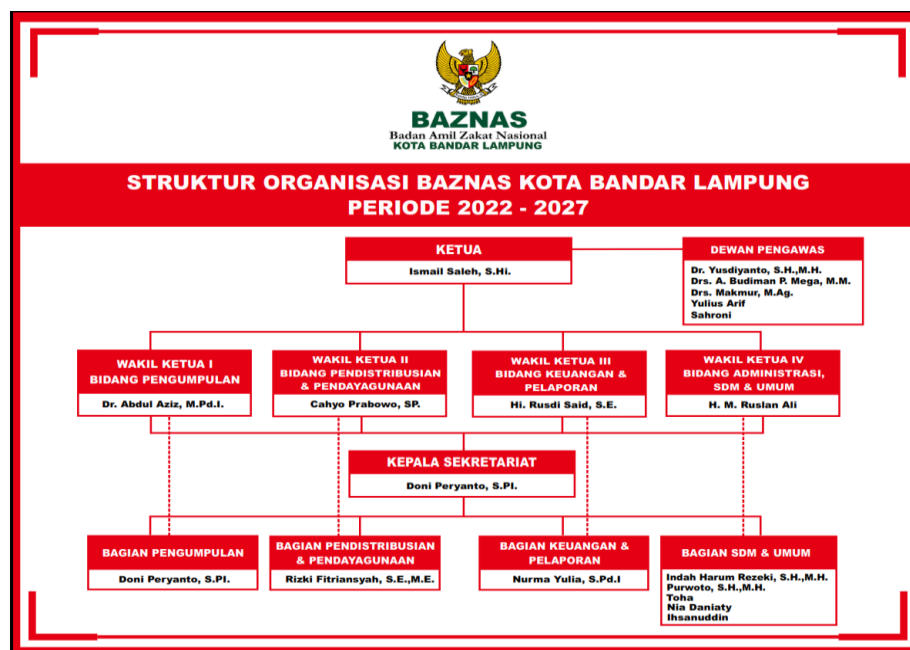 BAZNAS
Badan Amil Zakat Nasional
KOTA BANDAR LAMPUNG
STRUKTUR ORGANISASI BAZNAS KOTA BANDAR LAMPUNG
PERIODE 2022 - 2027
KETUA
Ismail Saleh, S.Hi.
DEWAN PENGAWAS
Dr. Yusdiyanto, S.H.,M.H.
Drs. A. Budiman P. Mega, M.M.
Drs. Makmur, M.Ag.
Yulius Arif
Sahroni
WAKIL KETUA I
BIDANG PENGUMPULAN
Dr. Abdul Aziz, M.Pd.I.
WAKIL KETUA II
BIDANG PENDISTRIBUSIAN
& PENDAYAGUNAAN
Cahyo Prabowo, SP.
WAKIL KETUA III
BIDANG KEUANGAN &
PELAPORAN
Hi. Rusdi Said, S.E.
WAKIL KETUA IV
BIDANG ADMINISTRASI,
SDM & UMUM
H. M. Ruslan Ali
KEPALA SEKRETARIAT
Doni Peryanto, S.PI.
BAGIAN PENGUMPULAN
Doni Peryanto, S.PI.
BAGIAN PENDISTRIBUSIAN
& PENDAYAGUNAAN
Rizki Fitriansyah, S.E.,M.E.
BAGIAN KEUANGAN &
PELAPORAN
Nurma Yulia, S.Pd.I
BAGIAN SDM & UMUM
Indah Harum Rezeki, S.H.,M.H.
Purwoto, S.H.,M.H.
Toha
Nia Daniaty
Ihsanuddin